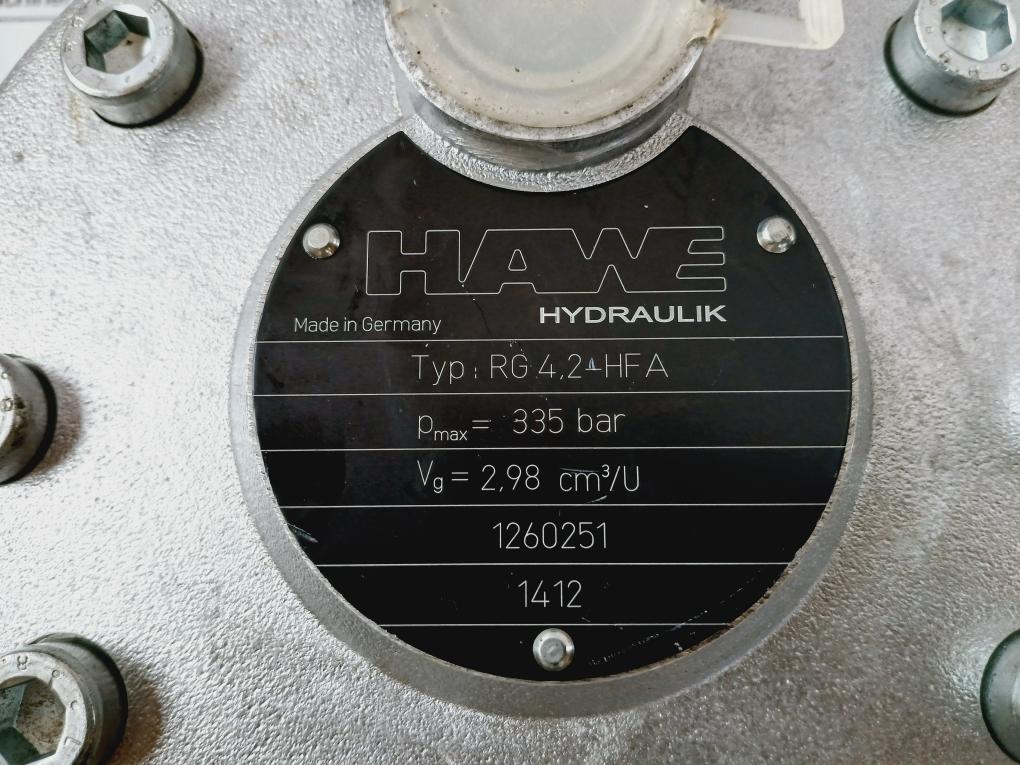 HAWE
HYDRAULIK
Made in Germany
Typ: RG 4,2-HFA
pmax= 335 bar
Vg= 2,98 cm³/U
1260251
1412